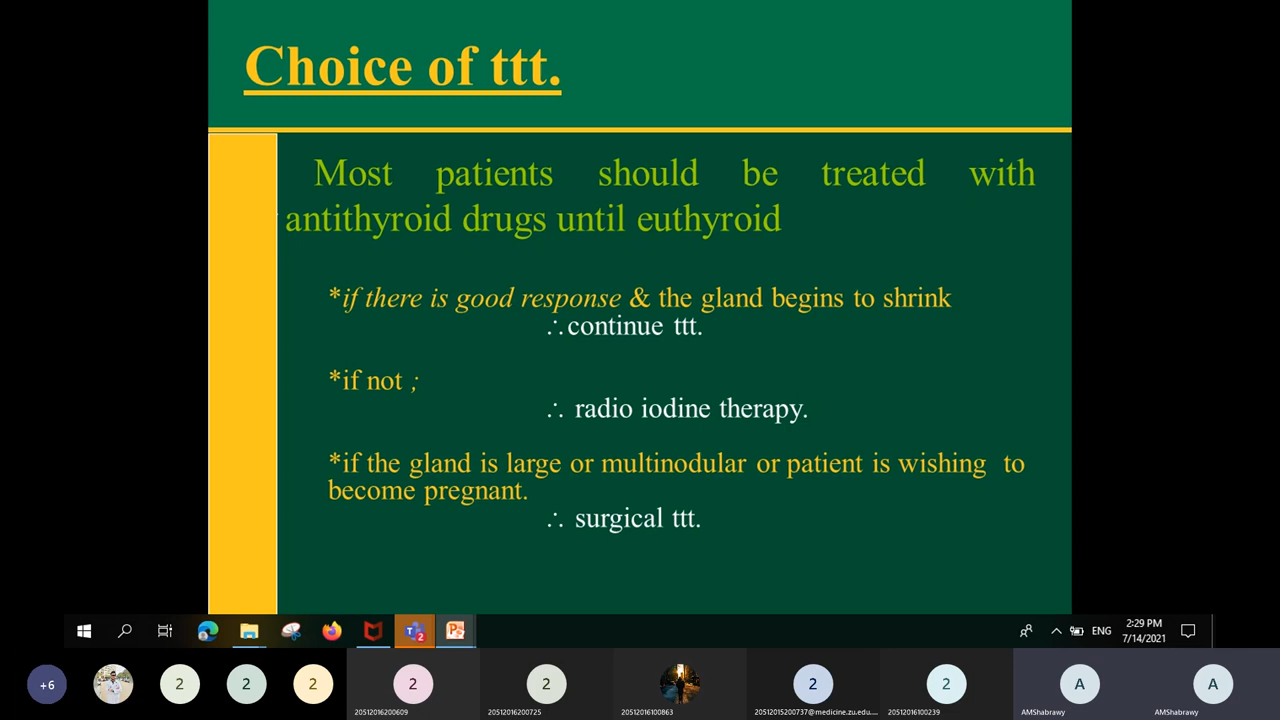 Choice of ttt.
Most patients should be treated with
antithyroid drugs until euthyroid
*if there is good response & the gland begins to shrink
∴continue ttt.
*if not ;
∴ radio iodine therapy.
*if the gland is large or multinodular or patient is wishing to
become pregnant.
∴ surgical ttt.
ENG
2:29 PM
7/14/2021
+6
2
2
2
2
2
2
2
A
A
20512016200609
20512016200725
20512016100863
20512015200737@medicine.zu.edu....
20512016100239
AMShabrawy
AMShabrawy